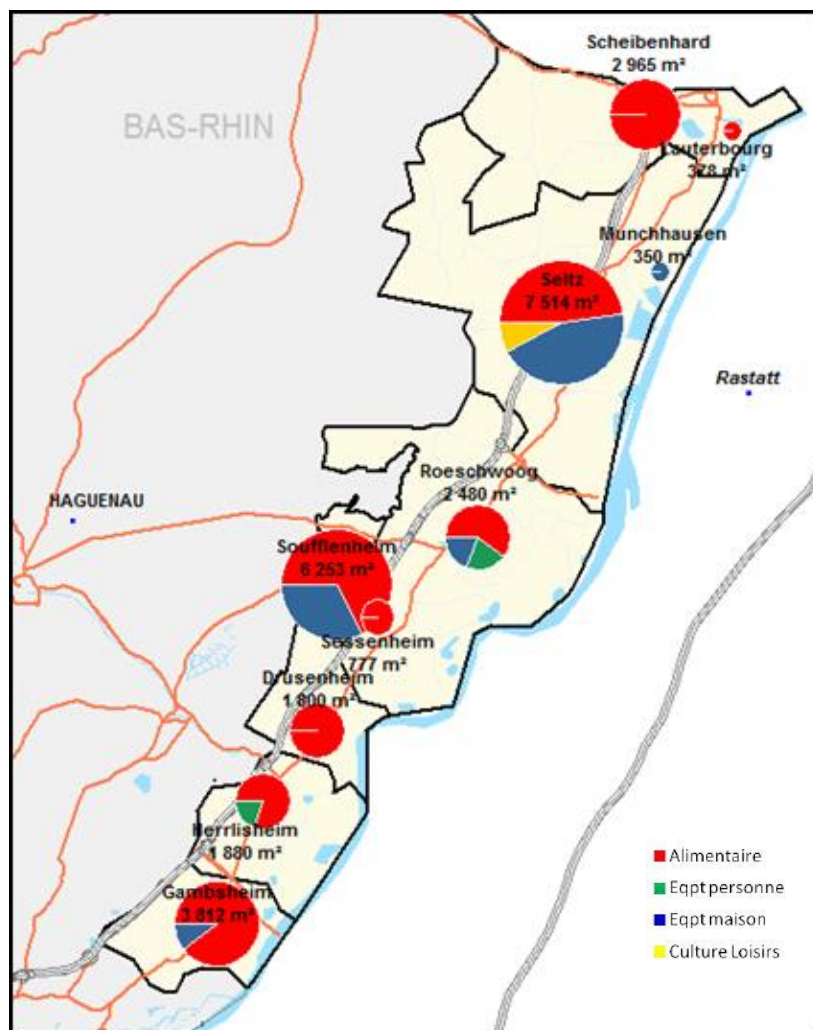 Scheibenhard
2 965 m²
BAS-RHIN
Lauterbourg
378 m²
Munchhausen
350 m²
Seltz
7 514 m²
Rastatt
Roeschwoog
2 480 m²
HAGUENAU
Soufflenheim
6 253 m²
Sessenheim
777 m²
Drusenheim
1 800 m²
Herrlisheim
1 880 m²
Gambsheim
3 812 m²
Alimentaire
Eqpt personne
Eqpt maison
Culture Loisirs